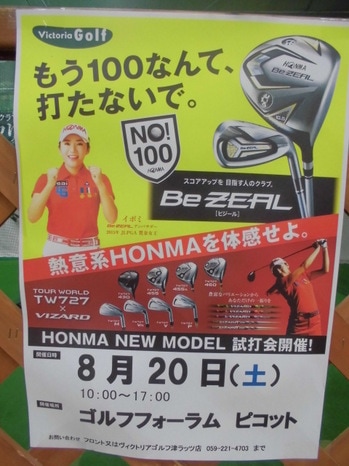 Victoria Golf
もう100なんて、
打たないで。
NO!
100
HONMA
スコアアップを目指す人のクラブ。
Be ZEAL
[ビジール]
イボミ
熱意系HONMAを体感せよ。
TOUR WORLD
TW727
×
VIZARD
430
455
460
HONMA NEW MODEL 試打会開催!
開催日時
8月20日(土)
10:00〜17:00
開催場所
ゴルフフォーラム ピコット
お問い合わせ フロント又はヴィクトリアゴルフ津ラッツ店 059-221-4703 まで